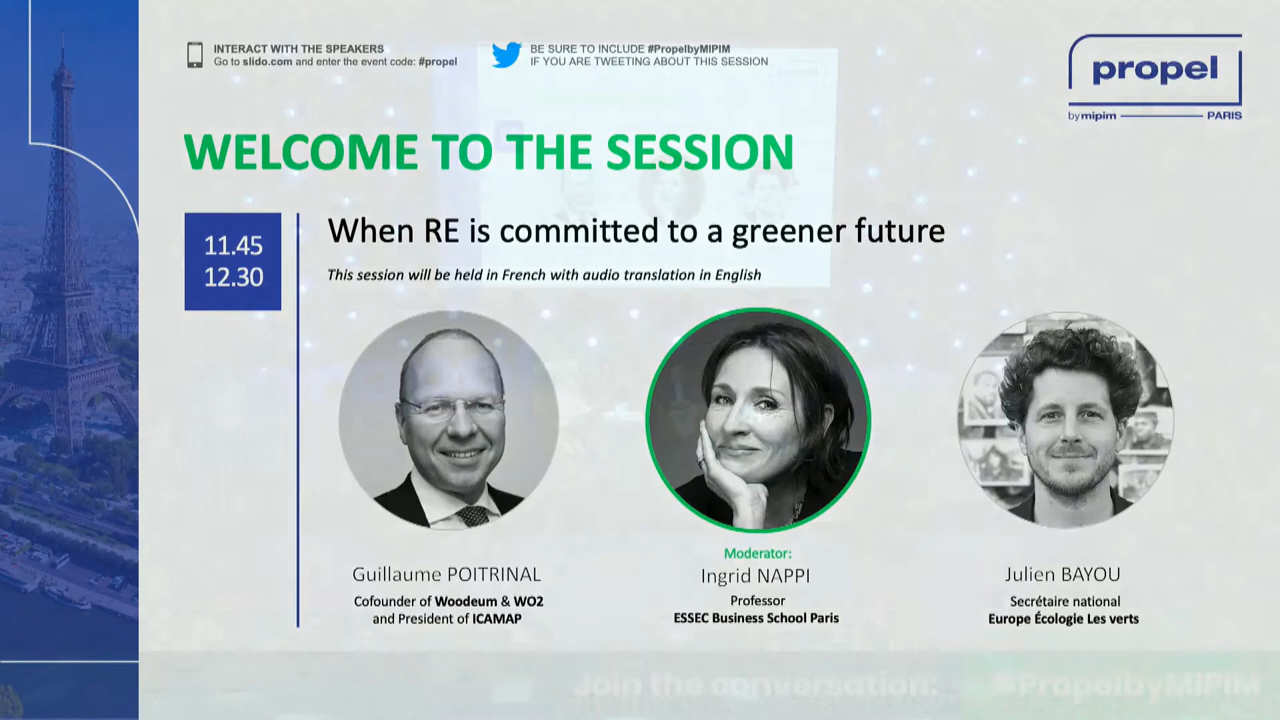 INTERACT WITH THE SPEAKERS
Go to slido.com and enter the event code: #propel
BE SURE TO INCLUDE #PropelbyMIPIM
IF YOU ARE TWEETING ABOUT THIS SESSION
propel
by mipim
PARIS
WELCOME TO THE SESSION
11.45
12.30
When RE is committed to a greener future
This session will be held in French with audio translation in English
Guillaume POITRINAL
Cofounder of Woodeum & WO2
and President of ICAMAP
Moderator:
Ingrid NAPPI
Professor
ESSEC Business School Paris
Julien BAYOU
Secrétaire national
Europe Écologie Les verts
Join the conversation:
#PropelbyMIPIM